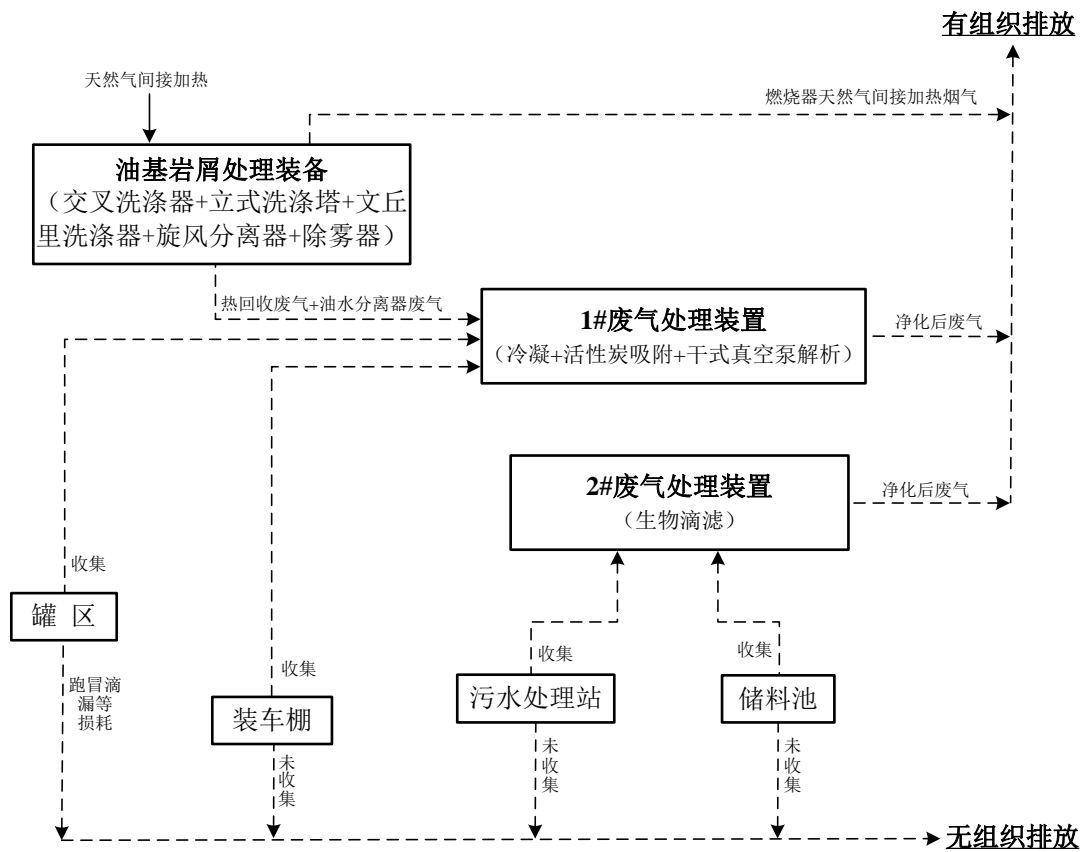 有组织排放
天然气间接加热
燃烧器天然气间接加热烟气
油基岩屑处理装备
（交叉洗涤器+立式洗涤塔+文丘
里洗涤器+旋风分离器+除雾器）
热回收废气+油水分离器废气
1#废气处理装置
（冷凝+活性炭吸附+干式真空泵解析）
净化后废气
2#废气处理装置
（生物滴滤）
净化后废气
收集
罐 区
收集
收集
收集
跑冒滴
漏等
损耗
装车棚
污水处理站
储料池
未
收
集
未
收
集
未
收
集
无组织排放